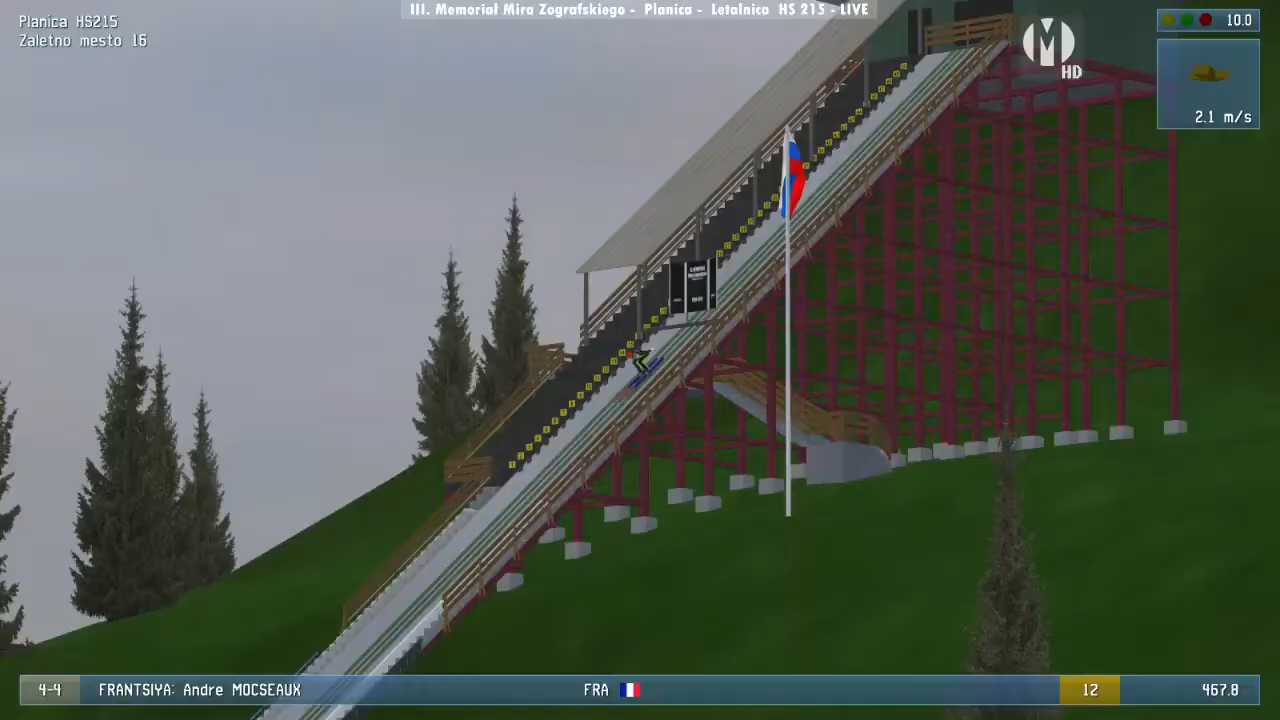 III. Memoriał Mira Zografskiego - Planica - Letalnica HS 215 - LIVE
Planica HS215
Zaletno mesto 16
10.0
M
HD
2.1 m/s
4-4 FRANTSIYA: Andre MOCSEAUX FRA 12 467.8